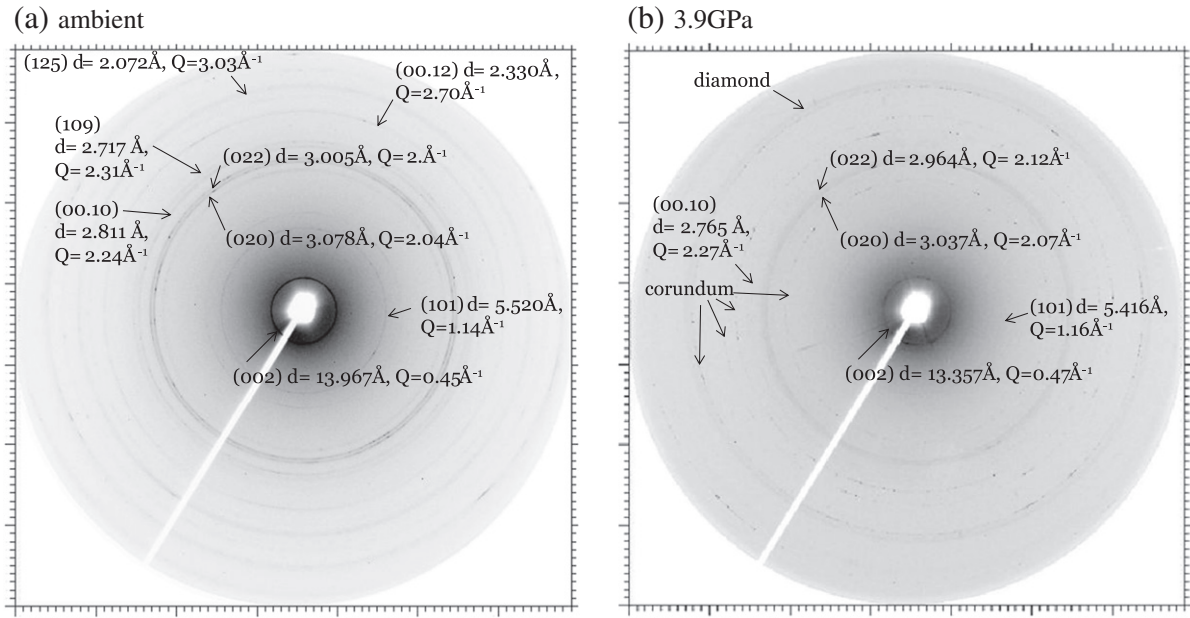 (a) ambient
(125) d= 2.072Å, Q=3.03Å-1
(00.12) d= 2.330Å,
Q=2.70Å-1
(109)
d= 2.717 Å,
Q= 2.31Å-1
(022) d= 3.005Å, Q= 2.Å-1
(00.10)
d= 2.811 Å,
Q= 2.24Å-1
(020) d= 3.078Å, Q= 2.04Å-1
(101) d= 5.520Å,
Q=1.14Å-1
(002) d= 13.967Å, Q=0.45Å-1
(b) 3.9GPa
diamond
(022) d=2.964Å, Q= 2.12Å-1
(00.10)
d= 2.765 Å,
Q= 2.27Å-1
(020) d= 3.037Å, Q=2.07Å-1
corundum
(101) d= 5.416Å,
Q=1.16Å-1
(002) d= 13.357Å, Q=0.47Å-1